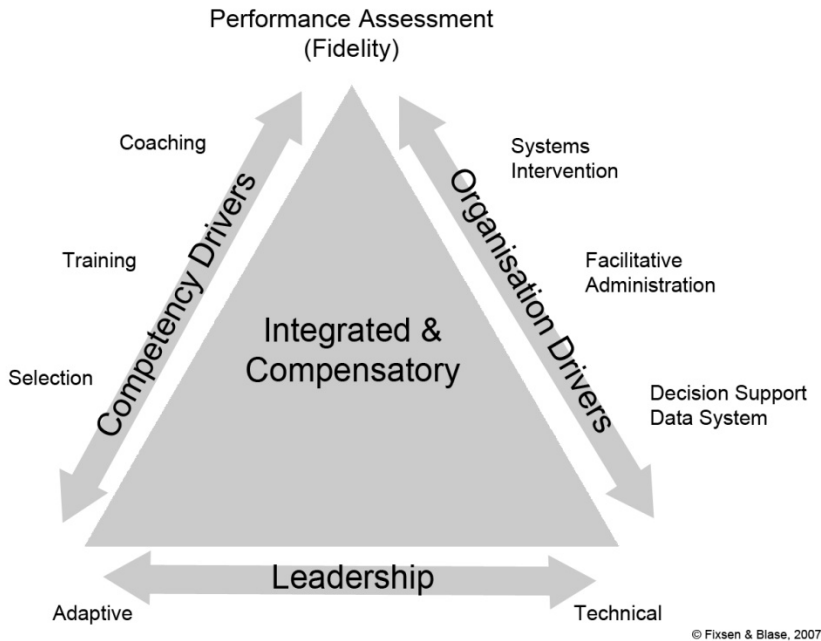 Performance Assessment
(Fidelity)
Coaching
Training
Selection
Competency Drivers
Integrated &
Compensatory
Organisation Drivers
Systems
Intervention
Facilitative
Administration
Decision Support
Data System
Leadership
Adaptive
Technical
© Fixsen & Blase, 2007